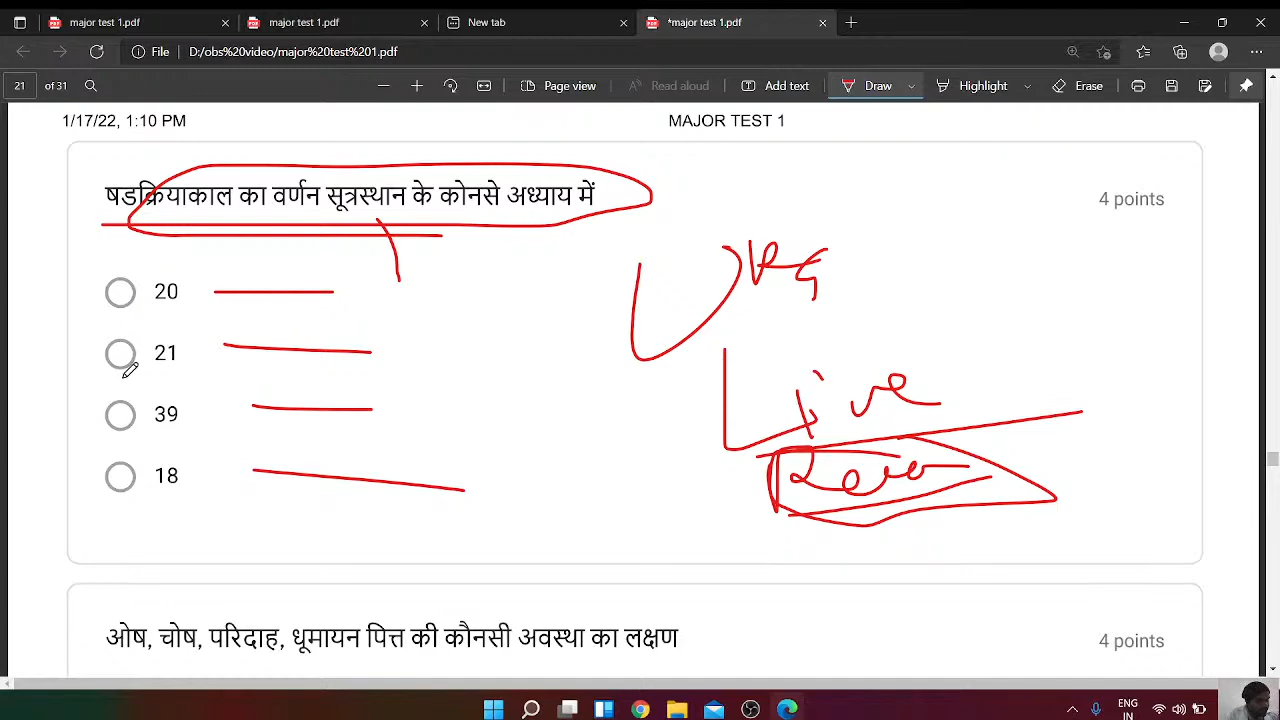 major test 1.pdf
major test 1.pdf
New tab
*major test 1.pdf
File D:/obs%20video/major%20test%201.pdf
21 of 31 Page view Read aloud Add text Draw Highlight Erase
1/17/22, 1:10 PM MAJOR TEST 1
षडक्रियाकाल का वर्णन सूत्रस्थान के कोनसे अध्याय में 4 points
20
21
39
18
ओष, चोष, परिदाह, धूमायन पित्त की कौनसी अवस्था का लक्षण 4 points
ENG
IN